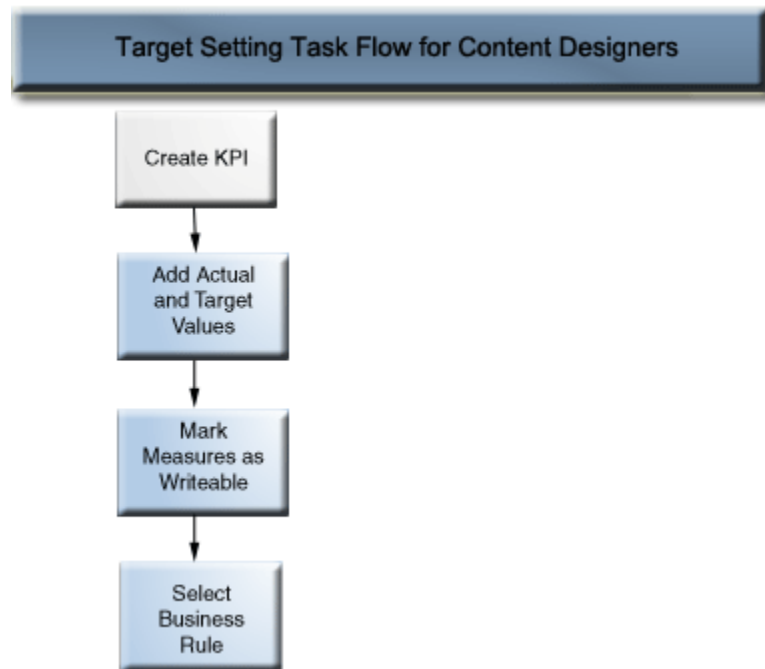 Target Setting Task Flow for Content Designers
Create KPI
Add Actual
and Target
Values
Mark
Measures as
Writeable
Select
Business
Rule